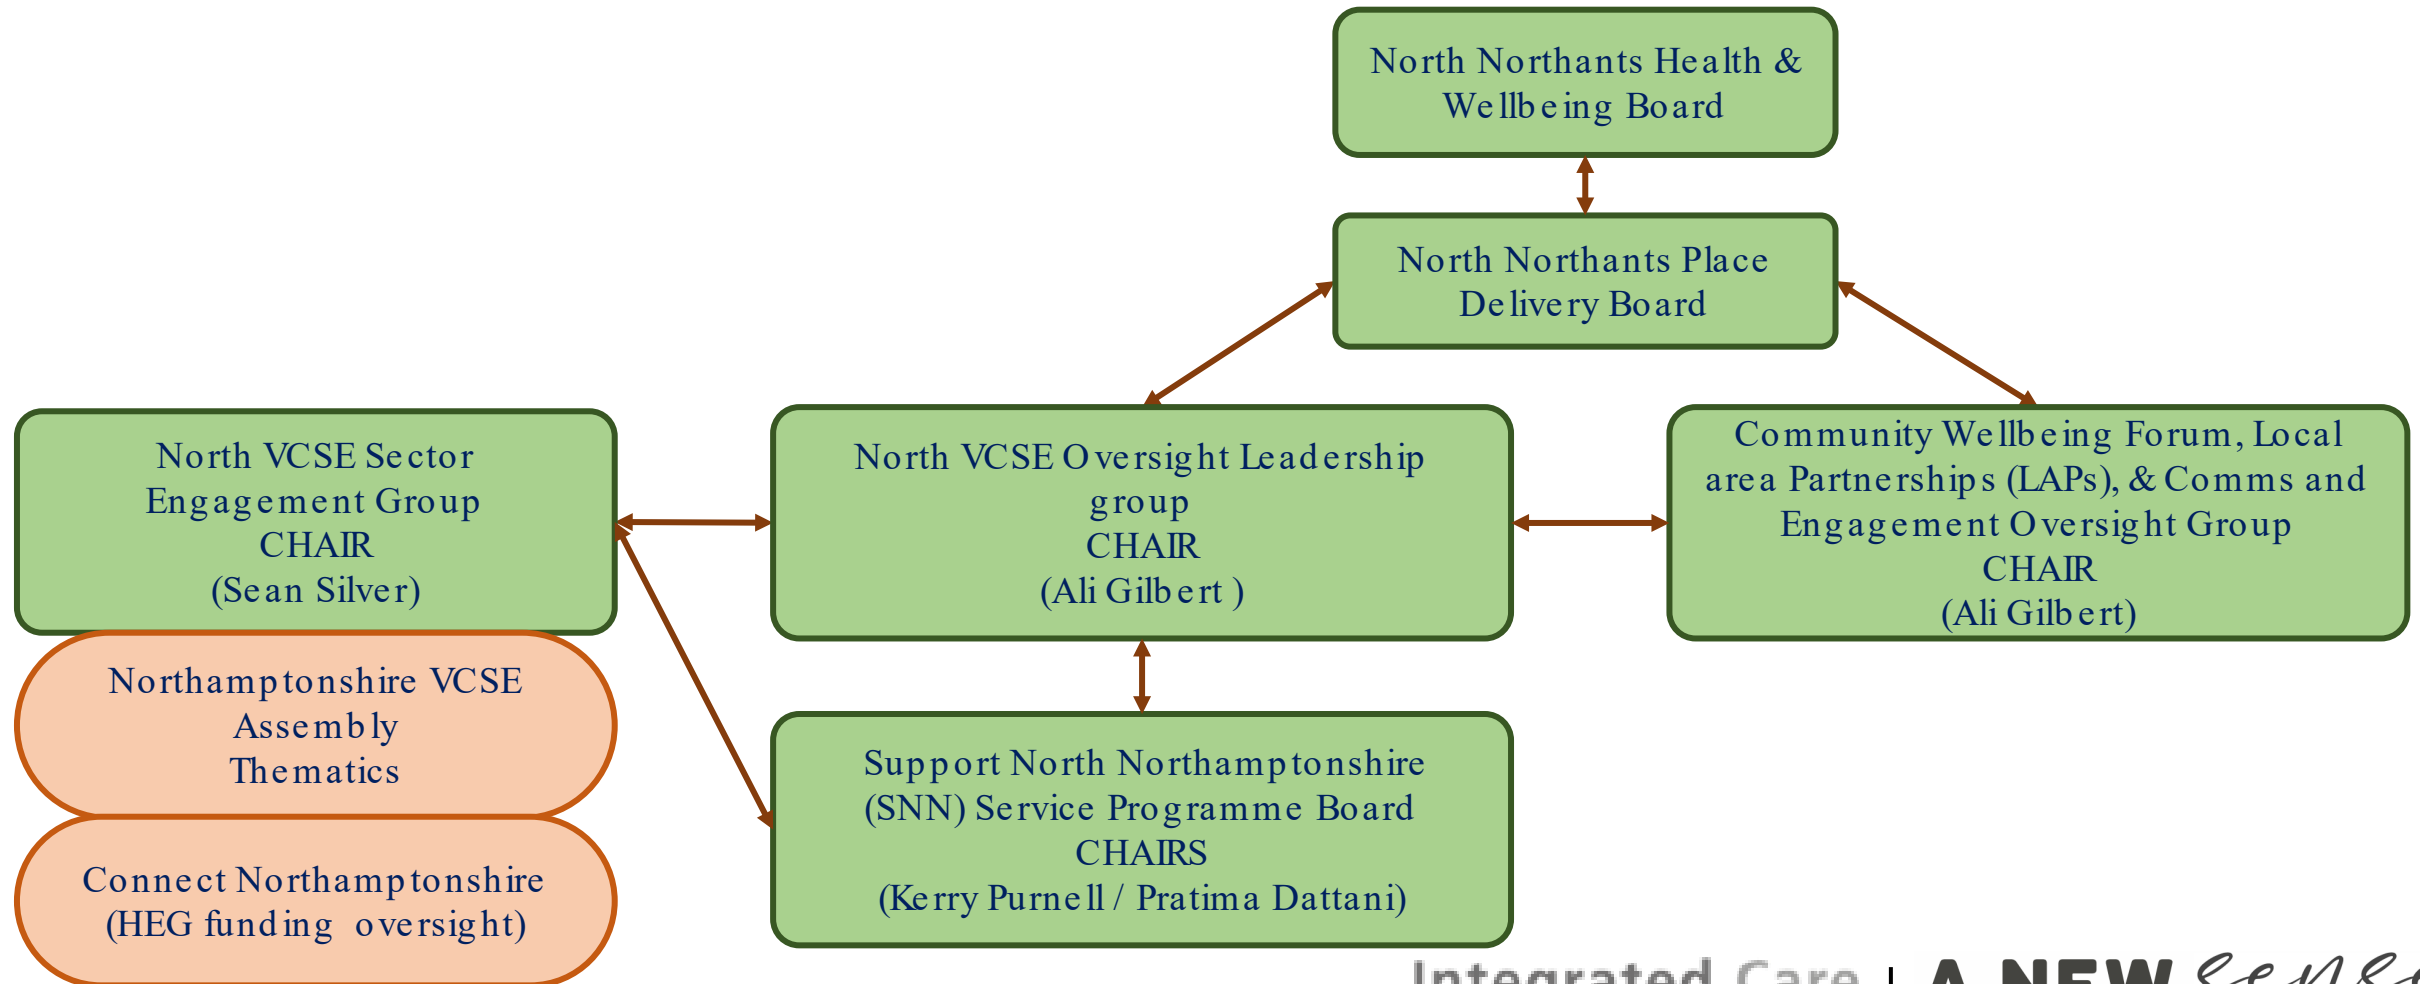 North Northants Health &
Wellbeing Board
North Northants Place
Delivery Board
North VCSE Sector
Engagement Group
CHAIR
(Sean Silver)
North VCSE Oversight Leadership
group
CHAIR
(Ali Gilbert )
Community Wellbeing Forum, Local
area Partnerships (LAPs), & Comms and
Engagement Oversight Group
CHAIR
(Ali Gilbert)
Northamptonshire VCSE
Assembly
Thematics
Support North Northamptonshire
(SNN) Service Programme Board
CHAIRS
(Kerry Purnell / Pratima Dattani)
Connect Northamptonshire
(HEG funding oversight)
Integrated Care | A NEW